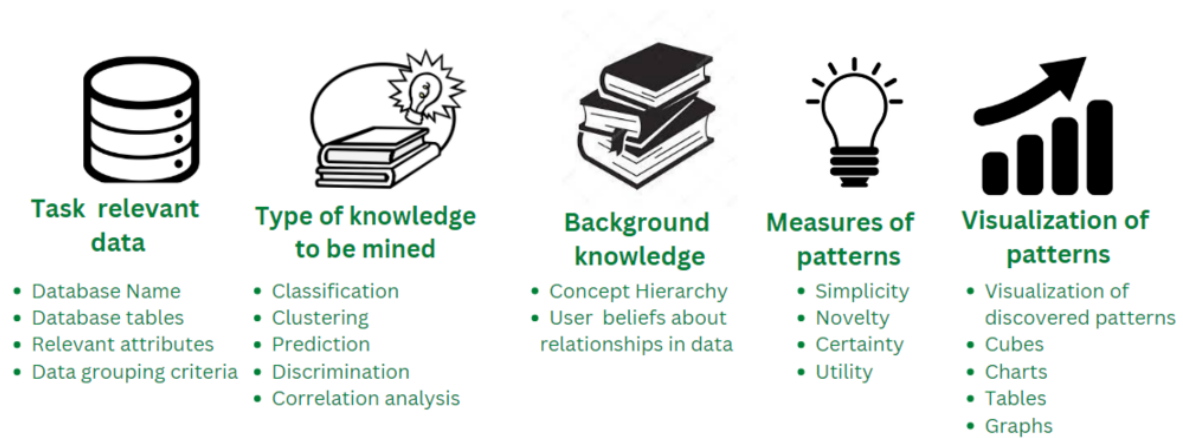 Task relevant
data
• Database Name
• Database tables
• Relevant attributes
• Data grouping criteria
Type of knowledge
to be mined
• Classification
• Clustering
• Prediction
• Discrimination
• Correlation analysis
Background
knowledge
• Concept Hierarchy
• User beliefs about
relationships in data
Measures of
patterns
• Simplicity
• Novelty
• Certainty
• Utility
Visualization of
patterns
• Visualization of
discovered patterns
• Cubes
• Charts
• Tables
• Graphs